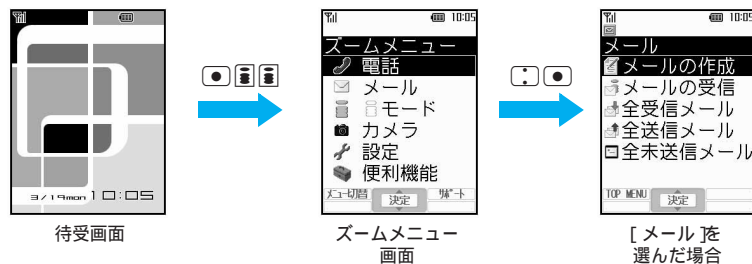 3/19mon 10:05
待受画面
10:05
ズームメニュー
電話
メール
iモード
カメラ
設定
便利機能
ﾒﾆｭｰ切替 決定 ｻﾎﾟｰﾄ
ズームメニュー
画面
10:05
メール
メールの作成
メールの受信
全受信メール
全送信メール
全未送信メール
TOP MENU 決定
[メール]を
選んだ場合